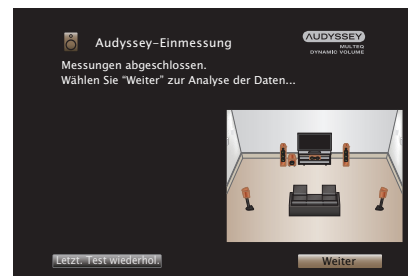 Audyssey-Einmessung
AUDYSSEY
MULTEQ
DYNAMIC VOLUME
Messungen abgeschlossen.
Wählen Sie “Weiter” zur Analyse der Daten...
Letzt. Test wiederhol.
Weiter